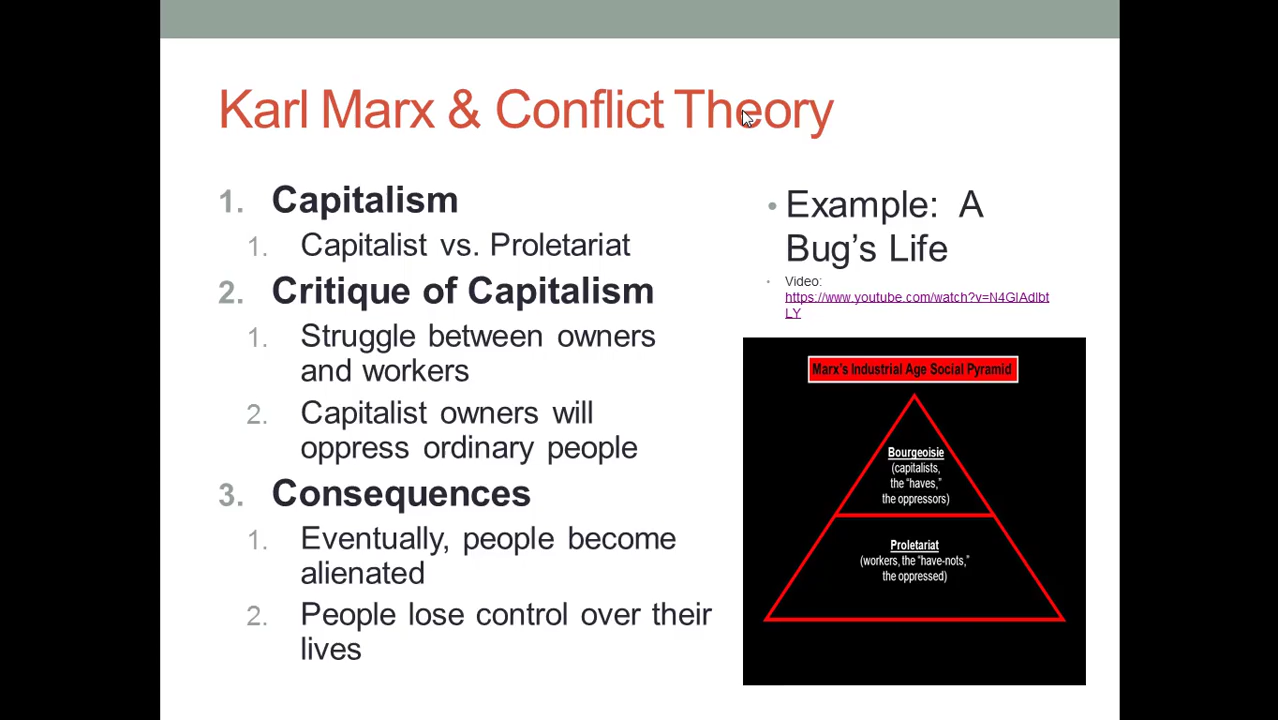 Karl Marx & Conflict Theory
1. Capitalism
1. Capitalist vs. Proletariat
2. Critique of Capitalism
1. Struggle between owners
and workers
2. Capitalist owners will
oppress ordinary people
3. Consequences
1. Eventually, people become
alienated
2. People lose control over their
lives
• Example: A
Bug's Life
• Video:
https://www.youtube.com/watch?v=N4GlAdlbt
LY
Marx's Industrial Age Social Pyramid
Bourgeoisie
(capitalists,
the "haves,"
the oppressors)
Proletariat
(workers, the "have-nots,"
the oppressed)